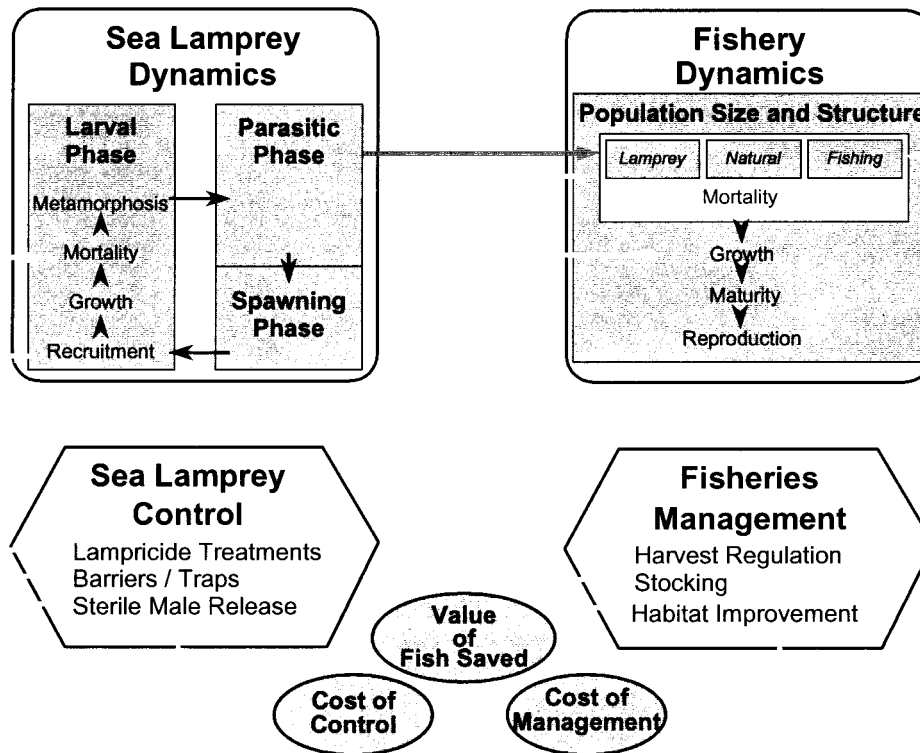 Sea Lamprey
Dynamics
Larval
Phase
Metamorphosis
Mortality
Growth
Recruitment
Parasitic
Phase
Spawning
Phase
Fishery
Dynamics
Population Size and Structure
Lamprey Natural Fishing
Mortality
Growth
Maturity
Reproduction
Sea Lamprey
Control
Lampricide Treatments
Barriers / Traps
Sterile Male Release
Fisheries
Management
Harvest Regulation
Stocking
Habitat Improvement
Value
of
Fish Saved
Cost of
Control
Cost of
Management